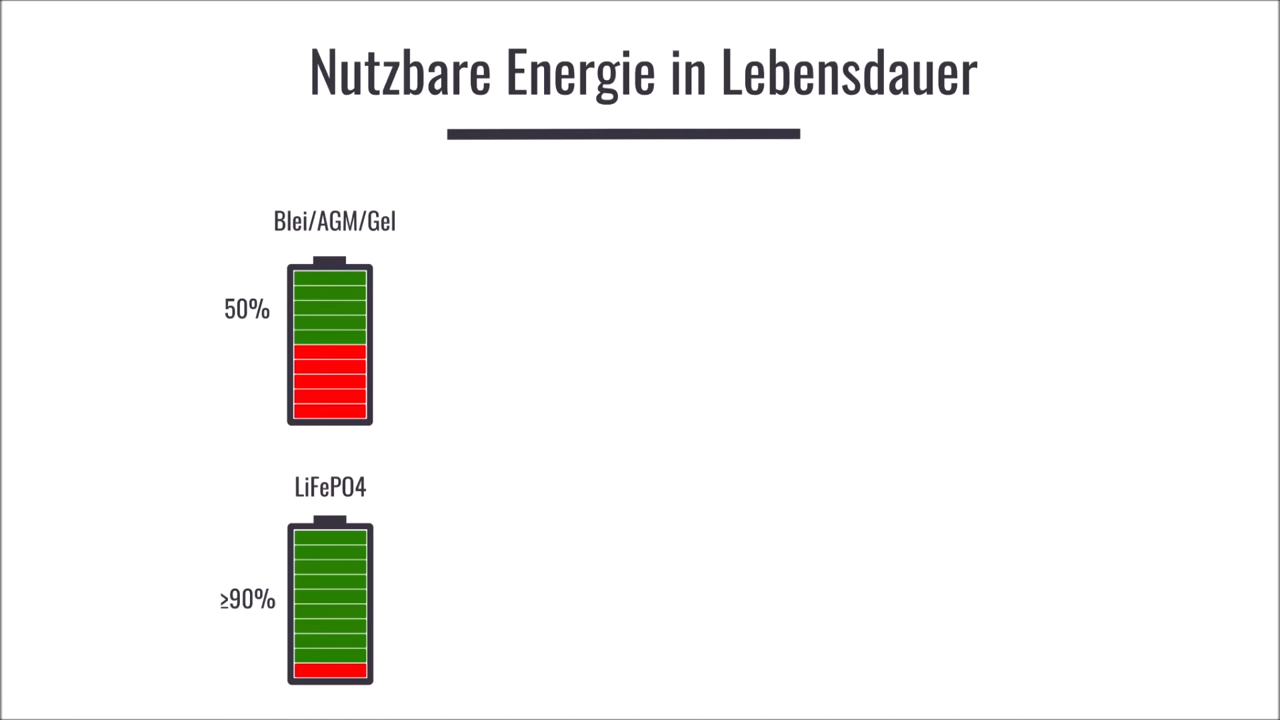 Nutzbare Energie in Lebensdauer
Blei/AGM/Gel
50%
LiFePO4
≥90%